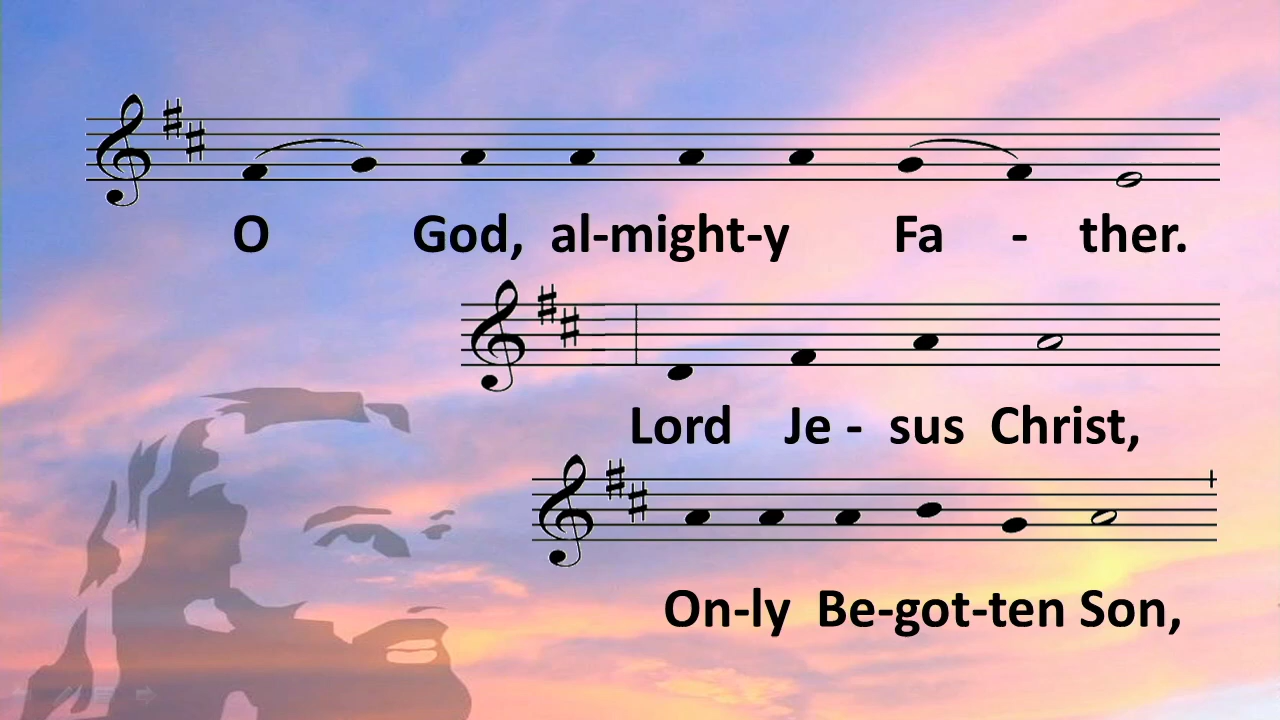 O God, al-might-y Fa - ther.
Lord Je - sus Christ,
On-ly Be-got-ten Son,